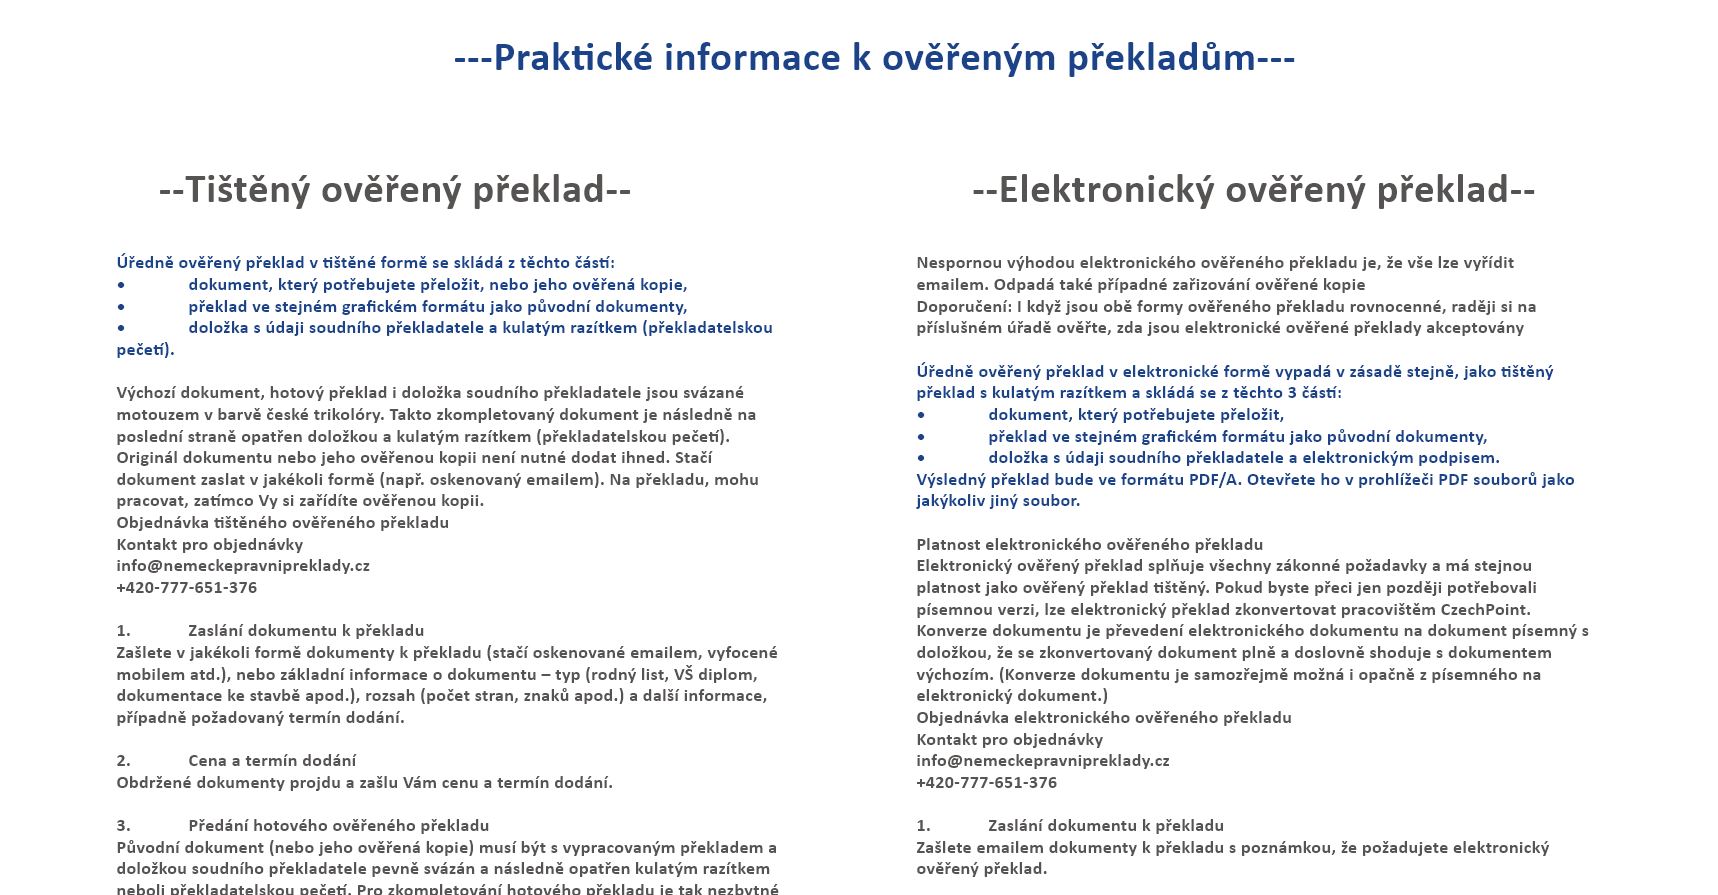 ---Praktické informace k ověřeným překladům---
--Tištěný ověřený překlad--
Úředně ověřený překlad v tištěné formě se skládá z těchto částí:
• dokument, který potřebujete přeložit, nebo jeho ověřená kopie,
• překlad ve stejném grafickém formátu jako původní dokumenty,
• doložka s údaji soudního překladatele a kulatým razítkem (překladatelskou
pečetí).
Výchozí dokument, hotový překlad i doložka soudního překladatele jsou svázané
motouzem v barvě české trikolóry. Takto zkompletovaný dokument je následně na
poslední straně opatřen doložkou a kulatým razítkem (překladatelskou pečetí).
Originál dokumentu nebo jeho ověřenou kopii není nutné dodat ihned. Stačí
dokument zaslat v jakékoli formě (např. oskenovaný emailem). Na překladu, mohu
pracovat, zatímco Vy si zařídíte ověřenou kopii.
Objednávka tištěného ověřeného překladu
Kontakt pro objednávky
info@nemeckepravnipreklady.cz
+420-777-651-376
1. Zaslání dokumentu k překladu
Zašlete v jakékoli formě dokumenty k překladu (stačí oskenované emailem, vyfocené
mobilem atd.), nebo základní informace o dokumentu – typ (rodný list, VŠ diplom,
dokumentace ke stavbě apod.), rozsah (počet stran, znaků apod.) a další informace,
případně požadovaný termín dodání.
2. Cena a termín dodání
Obdržené dokumenty projdu a zašlu Vám cenu a termín dodání.
3. Předání hotového ověřeného překladu
Původní dokument (nebo jeho ověřená kopie) musí být s vypracovaným překladem a
doložkou soudního překladatele pevně svázán a následně opatřen kulatým razítkem
neboli překladatelskou pečetí. Pro zkompletování hotového překladu je tak nezbytné
--Elektronický ověřený překlad--
Nespornou výhodou elektronického ověřeného překladu je, že vše lze vyřídit
emailem. Odpadá také případné zařizování ověřené kopie
Doporučení: I když jsou obě formy ověřeného překladu rovnocenné, raději si na
příslušném úřadě ověřte, zda jsou elektronické ověřené překlady akceptovány
Úředně ověřený překlad v elektronické formě vypadá v zásadě stejně, jako tištěný
překlad s kulatým razítkem a skládá se z těchto 3 částí:
• dokument, který potřebujete přeložit,
• překlad ve stejném grafickém formátu jako původní dokumenty,
• doložka s údaji soudního překladatele a elektronickým podpisem.
Výsledný překlad bude ve formátu PDF/A. Otevřete ho v prohlížeči PDF souborů jako
jakýkoliv jiný soubor.
Platnost elektronického ověřeného překladu
Elektronický ověřený překlad splňuje všechny zákonné požadavky a má stejnou
platnost jako ověřený překlad tištěný. Pokud byste přeci jen později potřebovali
písemnou verzi, lze elektronický překlad zkonvertovat pracovištěm CzechPoint.
Konverze dokumentu je převedení elektronického dokumentu na dokument písemný s
doložkou, že se zkonvertovaný dokument plně a doslovně shoduje s dokumentem
výchozím. (Konverze dokumentu je samozřejmě možná i opačně z písemného na
elektronický dokument.)
Objednávka elektronického ověřeného překladu
Kontakt pro objednávky
info@nemeckepravnipreklady.cz
+420-777-651-376
1. Zaslání dokumentu k překladu
Zašlete emailem dokumenty k překladu s poznámkou, že požadujete elektronický
ověřený překlad.